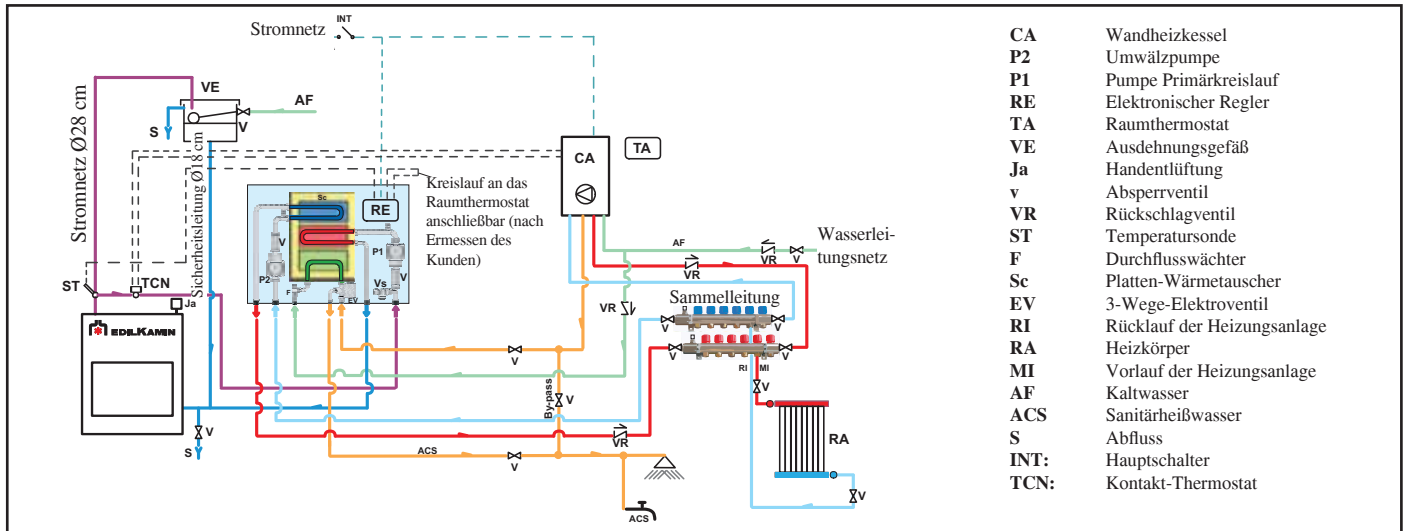 Stromnetz
INT
VE
AF
S
V
Stromnetz Ø28 cm
Sicherheitsleitung Ø18 cm
CA
TA
Sc
RE
Kreislauf an das
Raumthermostat
anschließbar (nach
Ermessen des
Kunden)
V
P2
P1
V
Vs
F
EV
ST
TCN
Ja
EDILKAMIN
AF
VR
V
Wasserlei-
tungsnetz
VR
VR
Sammelleitung
V
V
V
V
RI
MI
V
V
By-pass
V
VR
RA
V
S
V
ACS
V
V
ACS
CA Wandheizkessel
P2 Umwälzpumpe
P1 Pumpe Primärkreislauf
RE Elektronischer Regler
TA Raumthermostat
VE Ausdehnungsgefäß
Ja Handentlüftung
v Absperrventil
VR Rückschlagventil
ST Temperatursonde
F Durchflusswächter
Sc Platten-Wärmetauscher
EV 3-Wege-Elektroventil
RI Rücklauf der Heizungsanlage
RA Heizkörper
MI Vorlauf der Heizungsanlage
AF Kaltwasser
ACS Sanitärheißwasser
S Abfluss
INT: Hauptschalter
TCN: Kontakt-Thermostat